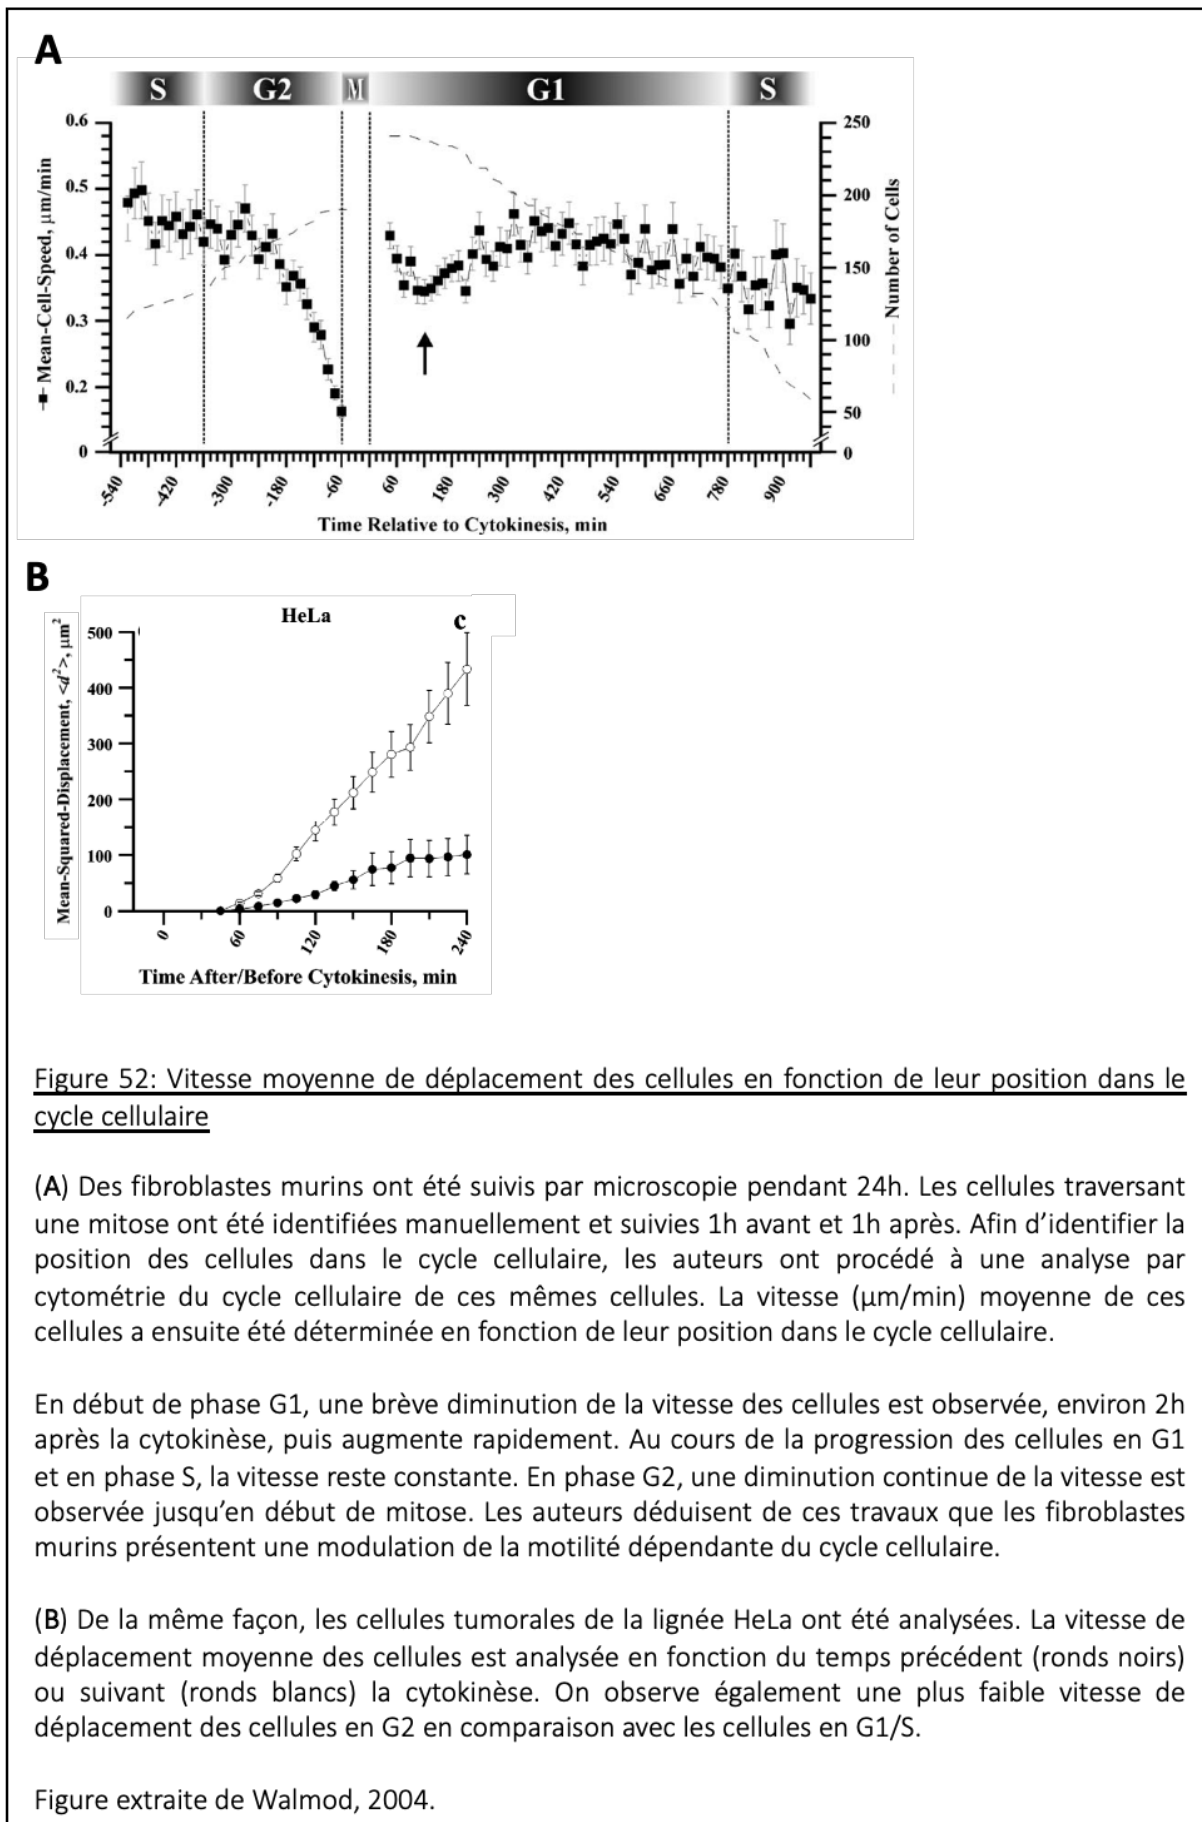 A
S G2 M G1 S
0.6
0.5
0.4
0.3
0.2
0
Mean-Cell-Speed, µm/min
250
200
150
100
50
0
Number of Cells
-540 -420 -300 -180 -60 60 180 300 420 540 660 780 900
Time Relative to Cytokinesis, min
B
HeLa c
500
400
300
200
100
0
Mean-Squared-Displacement, <d²>, µm²
0 60 120 180 240
Time After/Before Cytokinesis, min
Figure 52: Vitesse moyenne de déplacement des cellules en fonction de leur position dans le
cycle cellulaire
(A) Des fibroblastes murins ont été suivis par microscopie pendant 24h. Les cellules traversant
une mitose ont été identifiées manuellement et suivies 1h avant et 1h après. Afin d'identifier la
position des cellules dans le cycle cellulaire, les auteurs ont procédé à une analyse par
cytométrie du cycle cellulaire de ces mêmes cellules. La vitesse (µm/min) moyenne de ces
cellules a ensuite été déterminée en fonction de leur position dans le cycle cellulaire.
En début de phase G1, une brève diminution de la vitesse des cellules est observée, environ 2h
après la cytokinèse, puis augmente rapidement. Au cours de la progression des cellules en G1
et en phase S, la vitesse reste constante. En phase G2, une diminution continue de la vitesse est
observée jusqu'en début de mitose. Les auteurs déduisent de ces travaux que les fibroblastes
murins présentent une modulation de la motilité dépendante du cycle cellulaire.
(B) De la même façon, les cellules tumorales de la lignée HeLa ont été analysées. La vitesse de
déplacement moyenne des cellules est analysée en fonction du temps précédent (ronds noirs)
ou suivant (ronds blancs) la cytokinèse. On observe également une plus faible vitesse de
déplacement des cellules en G2 en comparaison avec les cellules en G1/S.
Figure extraite de Walmod, 2004.